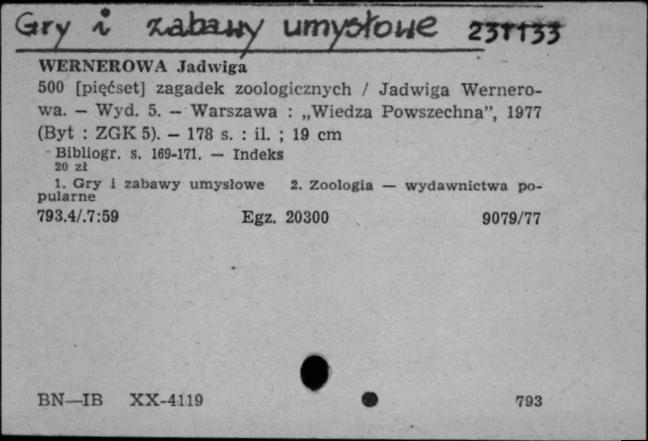 Gry i zabawy umysłowe 231133
WERNEROWA Jadwiga
500 [pięćset] zagadek zoologicznych / Jadwiga Wernero-
wa. — Wyd. 5. — Warszawa : „Wiedza Powszechna”, 1977
(Byt : ZGK 5). — 178 s. : il. ; 19 cm
Bibliogr. s. 169-171. — Indeks
20 zł
1. Gry i zabawy umysłowe 2. Zoologia — wydawnictwa po-
pularne
793.4/.7:59 Egz. 20300 9079/77
BN—IB XX-4119 793